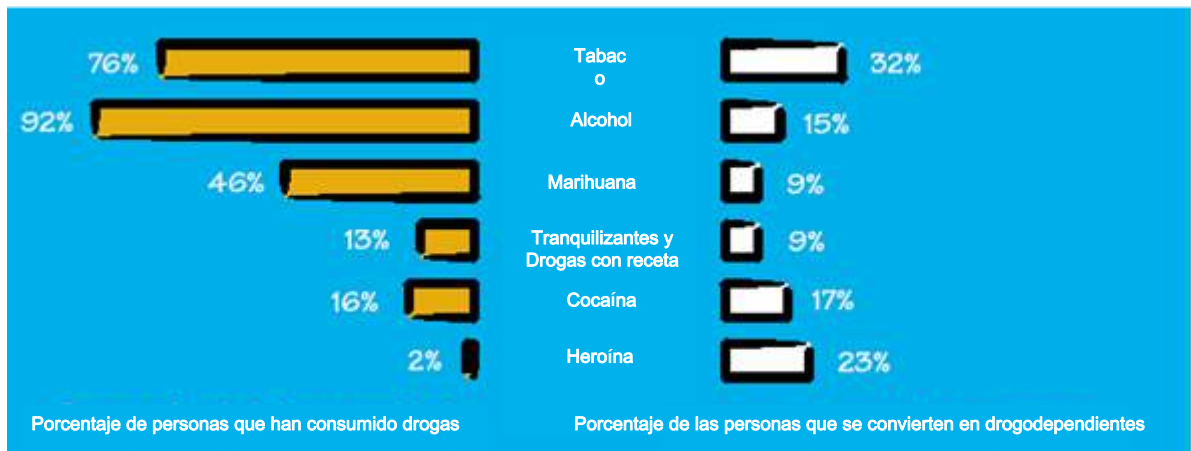 76% Tabac 32%
o
92% Alcohol 15%
46% Marihuana 9%
13% Tranquilizantes y 9%
Drogas con receta
16% Cocaína 17%
2% Heroína 23%
Porcentaje de personas que han consumido drogas
Porcentaje de las personas que se convierten en drogodependientes